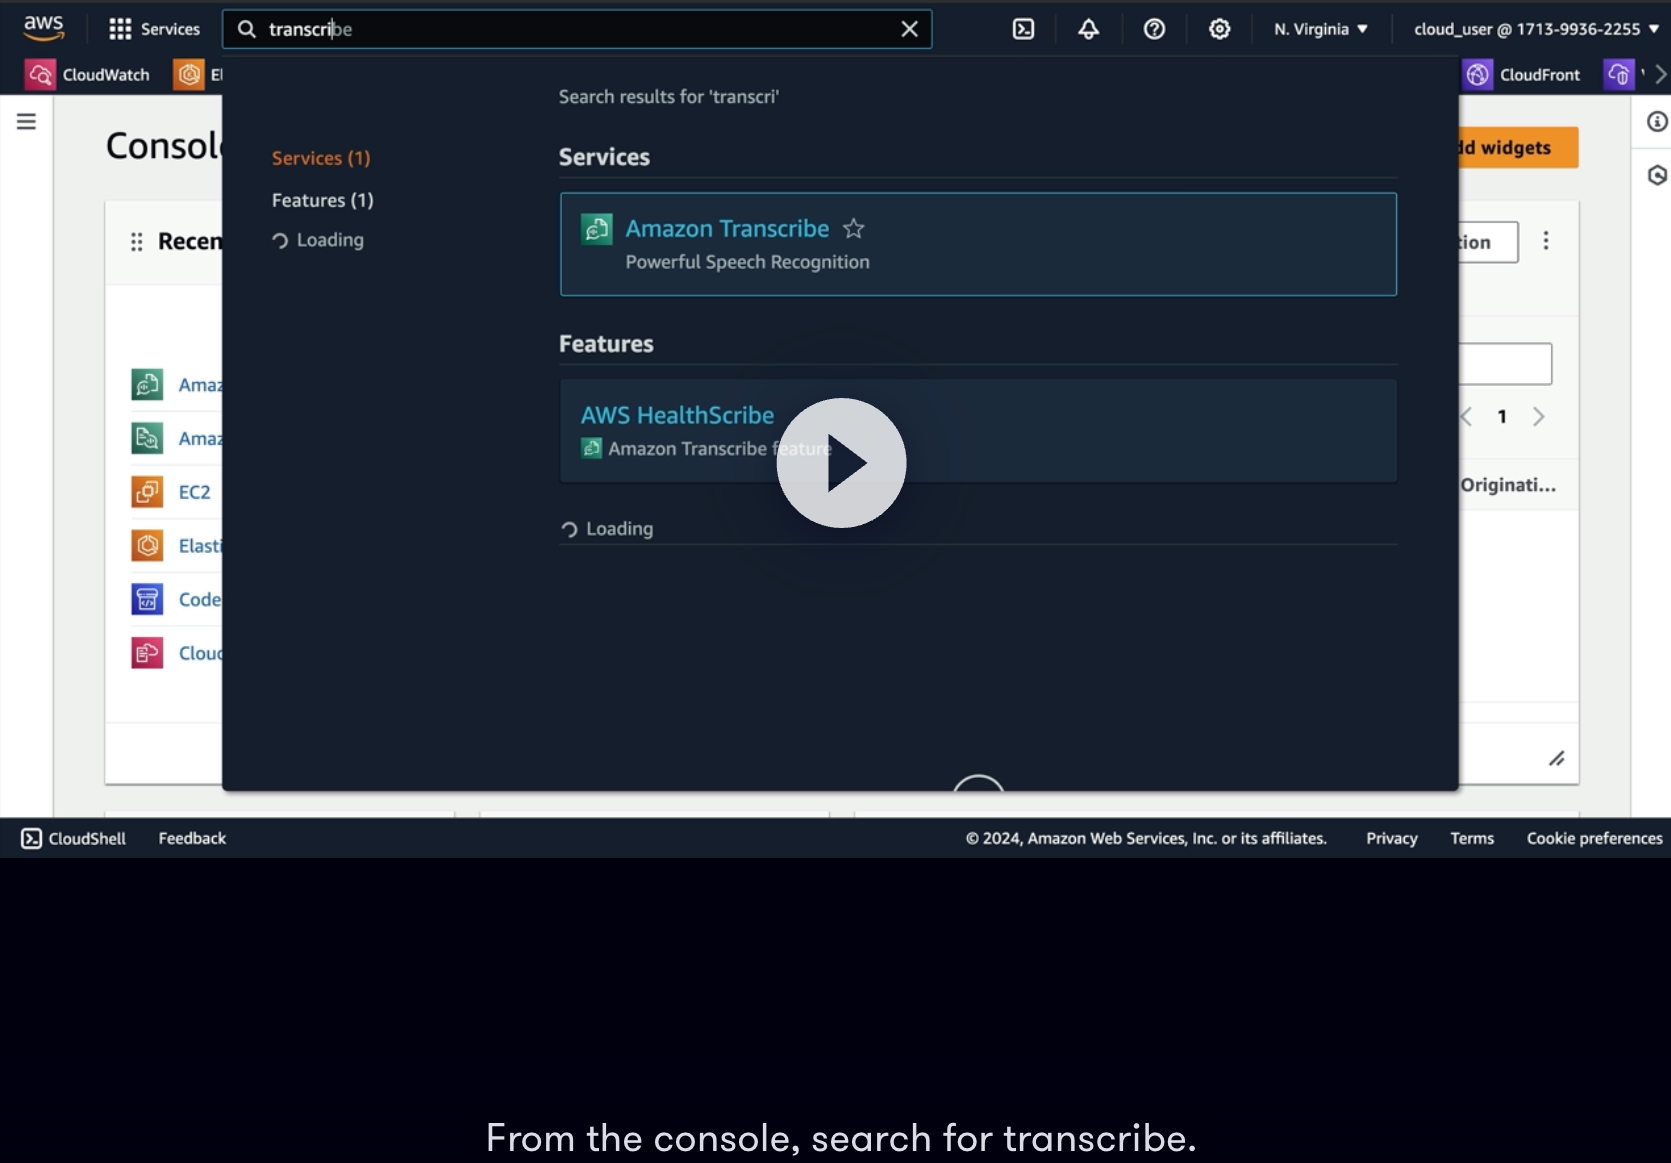 aws
Services
transcribe
N. Virginia
cloud_user @ 1713-9936-2255
CloudWatch
El
CloudFront
Search results for 'transcri'
Console
Services (1)
Features (1)
Loading
Services
dd widgets
Amazon Transcribe
Powerful Speech Recognition
Recen
tion
Features
AWS HealthScribe
Amazon Transcribe feature
Loading
Amaz
Amaz
EC2
Elasti
Code
Cloud
1
Originati...
CloudShell
Feedback
© 2024, Amazon Web Services, Inc. or its affiliates.
Privacy
Terms
Cookie preferences
From the console, search for transcribe.